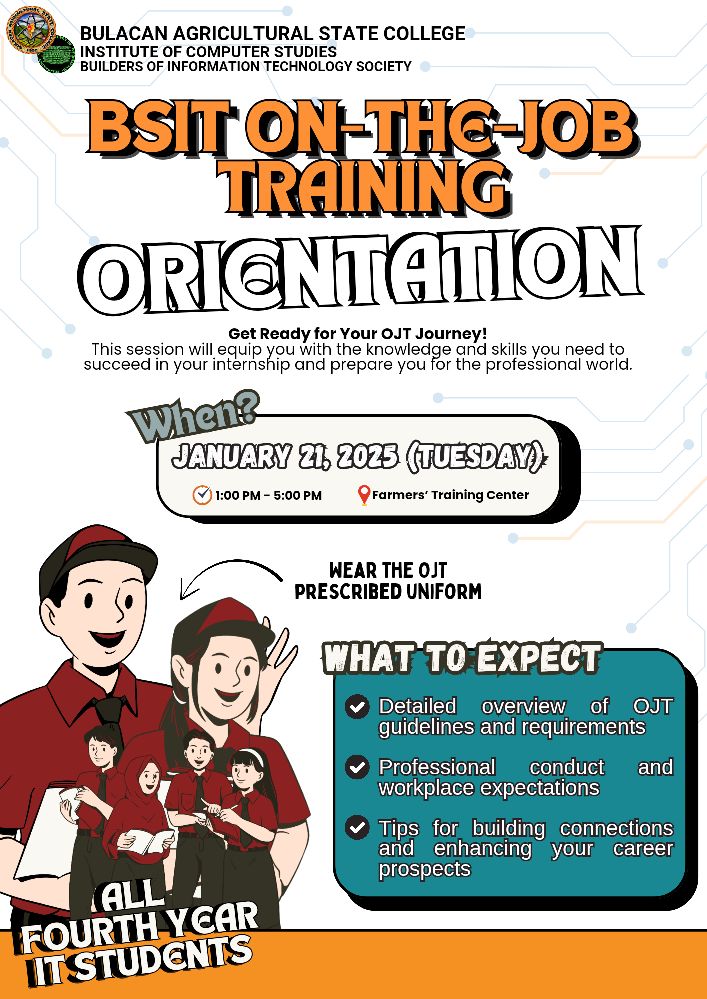 BULACAN AGRICULTURAL STATE COLLEGE
INSTITUTE OF COMPUTER STUDIES
BUILDERS OF INFORMATION TECHNOLOGY SOCIETY
BSIT ON-THE-JOB
TRAINING
ORIENTATION
Get Ready for Your OJT Journey!
This session will equip you with the knowledge and skills you need to
succeed in your internship and prepare you for the professional world.
When?
JANUARY 21, 2025 (TUESDAY)
1:00 PM - 5:00 PM
Farmers' Training Center
WEAR THE OJT
PRESCRIBED UNIFORM
WHAT TO EXPECT
Detailed overview of OJT
guidelines and requirements
Professional conduct and
workplace expectations
Tips for building connections
and enhancing your career
prospects
ALL
FOURTH YEAR
IT STUDENTS